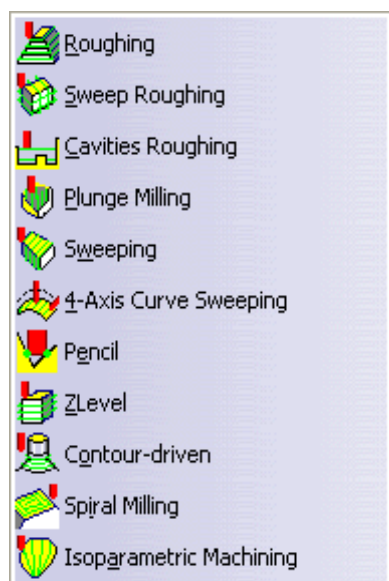 Roughing
Sweep Roughing
Cavities Roughing
Plunge Milling
Sweeping
4-Axis Curve Sweeping
Pencil
ZLevel
Contour-driven
Spiral Milling
Isoparametric Machining